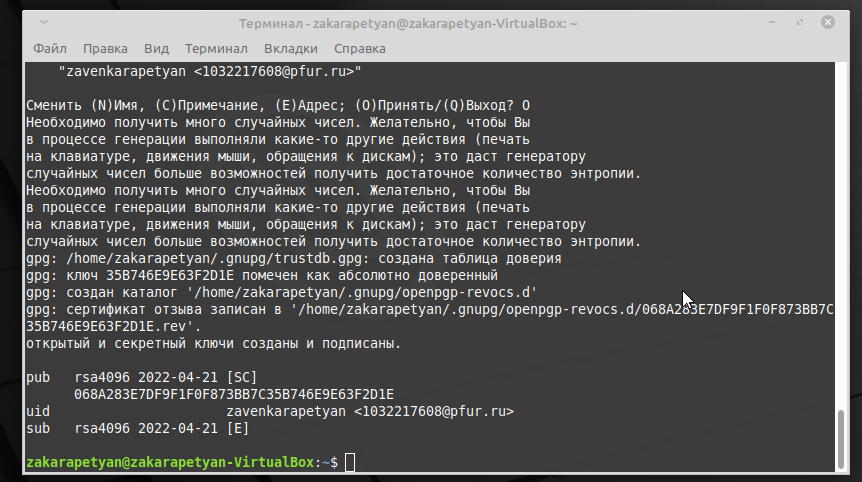 Терминал - zakarapetyan@zakarapetyan-VirtualBox: ~
Файл Правка Вид Терминал Вкладки Справка
"zavenkarapetyan <1032217608@pfur.ru>"
Сменить (N)Имя, (C)Примечание, (E)Адрес; (O)Принять/(Q)Выход? O
Необходимо получить много случайных чисел. Желательно, чтобы Вы
в процессе генерации выполняли какие-то другие действия (печать
на клавиатуре, движения мыши, обращения к дискам); это даст генератору
случайных чисел больше возможностей получить достаточное количество энтропии.
Необходимо получить много случайных чисел. Желательно, чтобы Вы
в процессе генерации выполняли какие-то другие действия (печать
на клавиатуре, движения мыши, обращения к дискам); это даст генератору
случайных чисел больше возможностей получить достаточное количество энтропии.
gpg: /home/zakarapetyan/.gnupg/trustdb.gpg: создана таблица доверия
gpg: ключ 35B746E9E63F2D1E помечен как абсолютно доверенный
gpg: создан каталог '/home/zakarapetyan/.gnupg/openpgp-revocs.d'
gpg: сертификат отзыва записан в '/home/zakarapetyan/.gnupg/openpgp-revocs.d/068A283E7DF9F1F0F873BB7C
35B746E9E63F2D1E.rev'.
открытый и секретный ключи созданы и подписаны.
pub rsa4096 2022-04-21 [SC]
068A283E7DF9F1F0F873BB7C35B746E9E63F2D1E
uid zavenkarapetyan <1032217608@pfur.ru>
sub rsa4096 2022-04-21 [E]
zakarapetyan@zakarapetyan-VirtualBox:~$